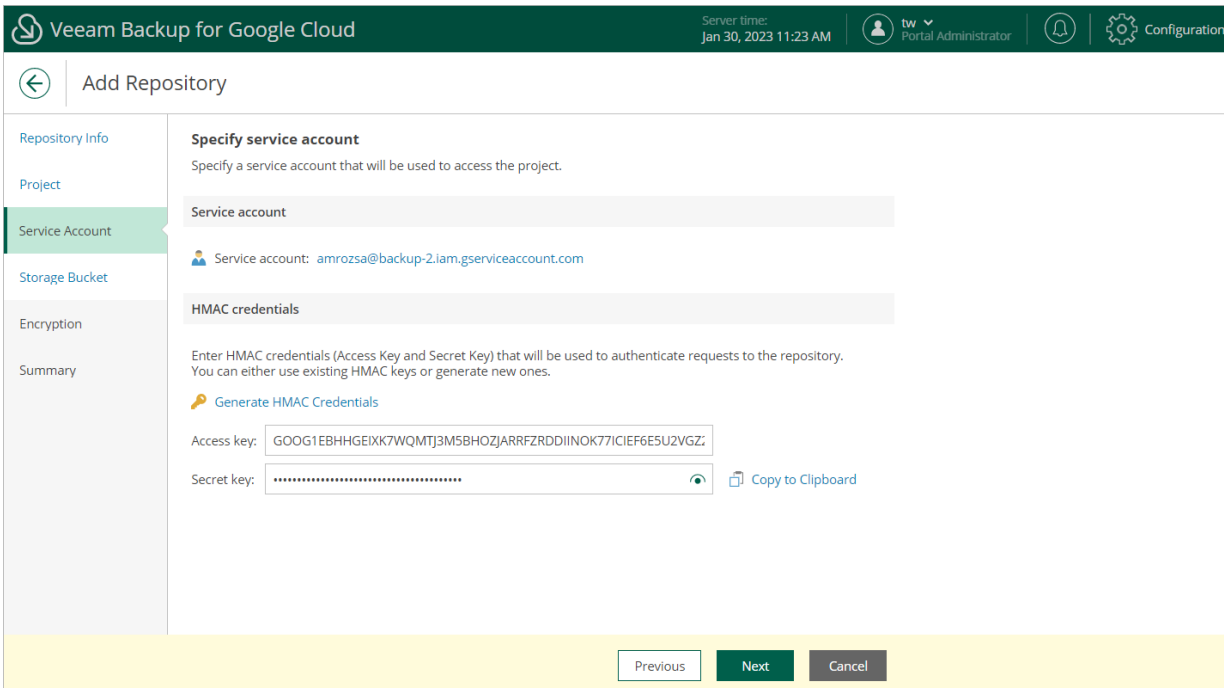 Veeam Backup for Google Cloud
Server time:
Jan 30, 2023 11:23 AM
tw
Portal Administrator
Configuration
Add Repository
Repository Info
Project
Service Account
Storage Bucket
Encryption
Summary
Specify service account
Specify a service account that will be used to access the project.
Service account
Service account: amrozsa@backup-2.iam.gserviceaccount.com
HMAC credentials
Enter HMAC credentials (Access Key and Secret Key) that will be used to authenticate requests to the repository.
You can either use existing HMAC keys or generate new ones.
Generate HMAC Credentials
Access key: GOOG1EBHHGEIXK7WQMTJ3M5BHOZJARRFZRDDIINOK77ICIEF6E5U2VGZ
Secret key: ••••••••••••••••••••••••••••••••••••••••
Copy to Clipboard
Previous
Next
Cancel